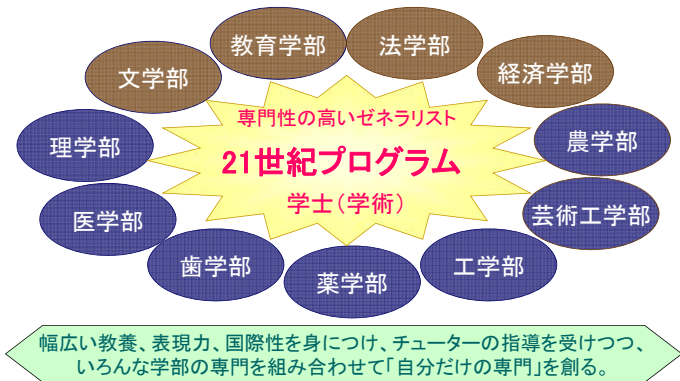 教育学部
法学部
文学部
経済学部
専門性の高いゼネラリスト
理学部
21世紀プログラム
農学部
学士(学術)
医学部
芸術工学部
歯学部
薬学部
工学部
幅広い教養、表現力、国際性を身につけ、チューターの指導を受けつつ、
いろんな学部の専門を組み合わせて「自分だけの専門」を創る。